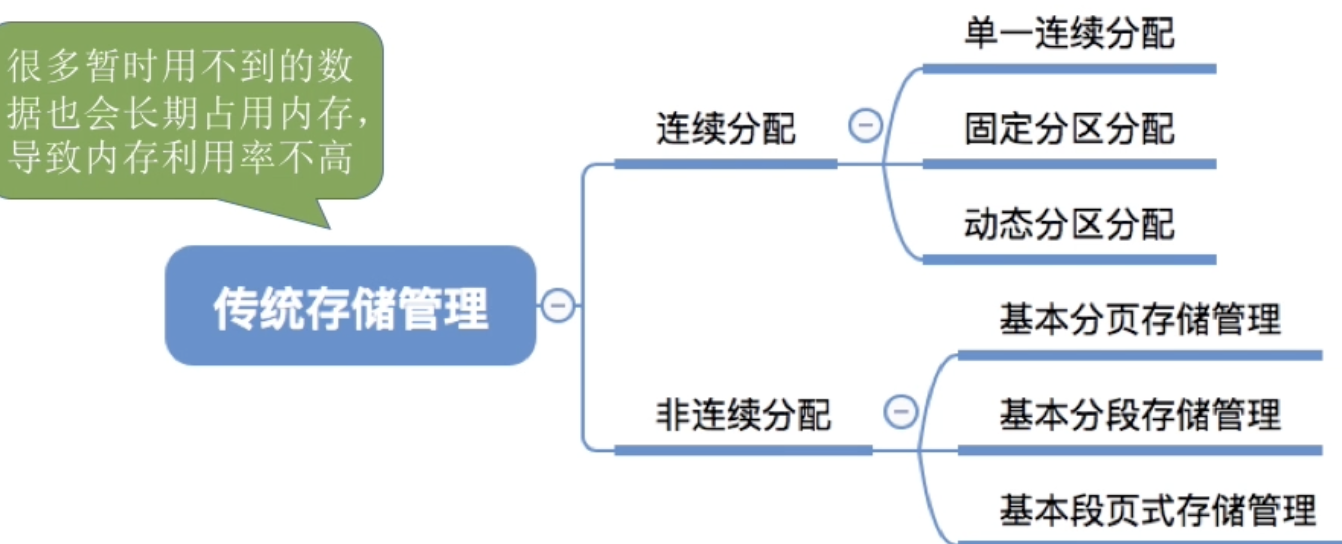 很多暂时用不到的数
据也会长期占用内存，
导致内存利用率不高
传统存储管理
连续分配
单一连续分配
固定分区分配
动态分区分配
非连续分配
基本分页存储管理
基本分段存储管理
基本段页式存储管理